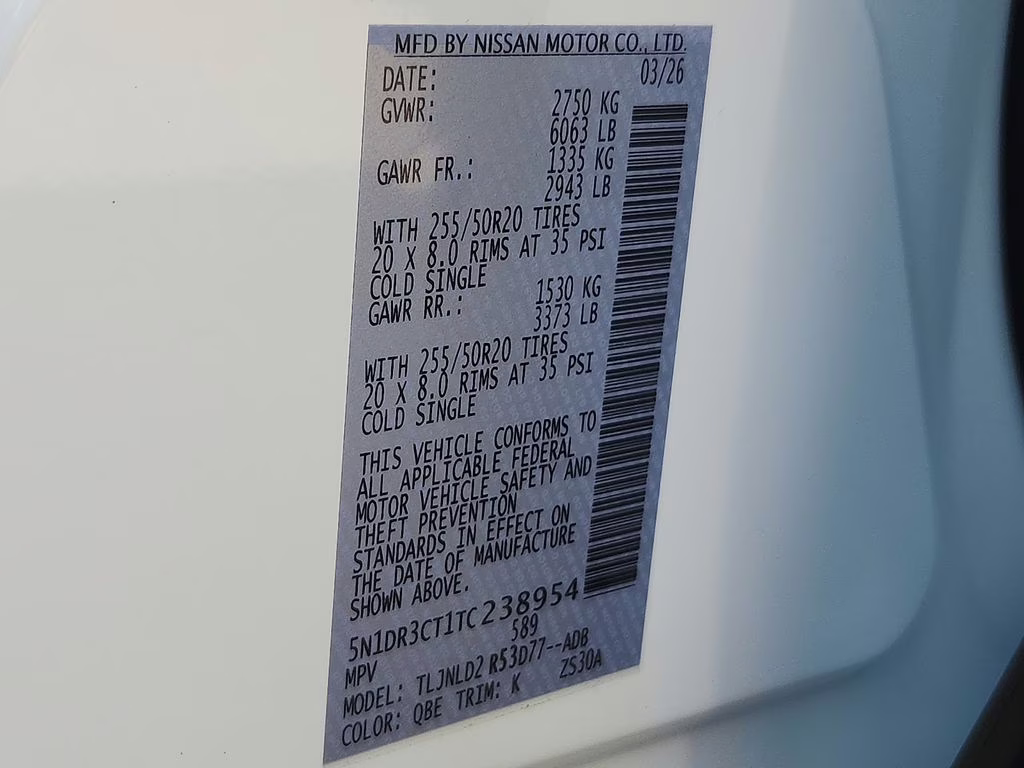 MFD BY NISSAN MOTOR CO., LTD.
DATE: 03/26
GVWR: 2750 KG
6063 LB
GAWR FR.: 1335 KG
2943 LB
WITH 255/50R20 TIRES
20 X 8.0 RIMS AT 35 PSI
COLD SINGLE
GAWR RR.: 1530 KG
3373 LB
WITH 255/50R20 TIRES
20 X 8.0 RIMS AT 35 PSI
COLD SINGLE
THIS VEHICLE CONFORMS TO
ALL APPLICABLE FEDERAL
MOTOR VEHICLE SAFETY AND
THEFT PREVENTION
STANDARDS IN EFFECT ON
THE DATE OF MANUFACTURE
SHOWN ABOVE.
5N1DR3CT1TC238954
MPV 589
MODEL: TLJNLD2 R53D77--ADB
COLOR: QBE TRIM: K ZS30A